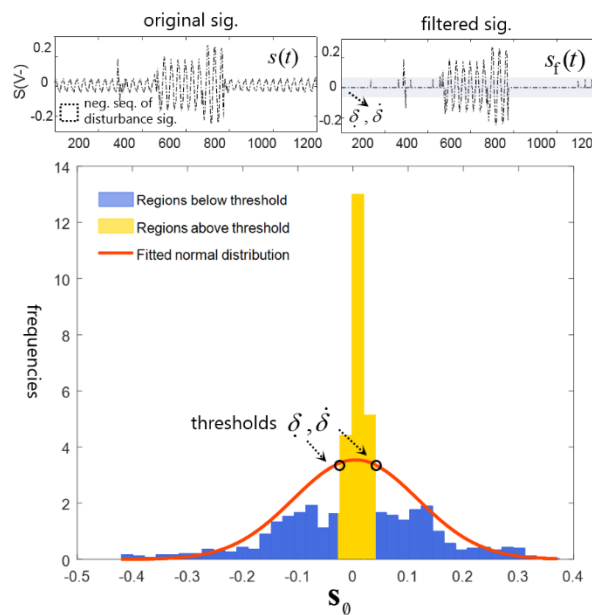 original sig.
filtered sig.
0.2
0
-0.2
S(V-)
s(t)
neg. seq. of
disturbance sig.
200 400 600 800 1000 1200
0.2
0
-0.2
s_f(t)
δ̣ , δ̇
200 400 600 800 1000 1200
14
12
10
8
6
4
2
0
frequencies
Regions below threshold
Regions above threshold
Fitted normal distribution
thresholds δ̣ , δ̇
-0.5 -0.4 -0.3 -0.2 -0.1 0 0.1 0.2 0.3 0.4
s_0